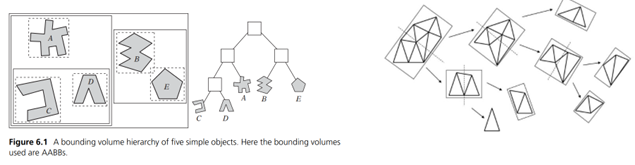 A
B
C
D
E
A
B
E
C
D
Figure 6.1 A bounding volume hierarchy of five simple objects. Here the bounding volumes
used are AABBs.